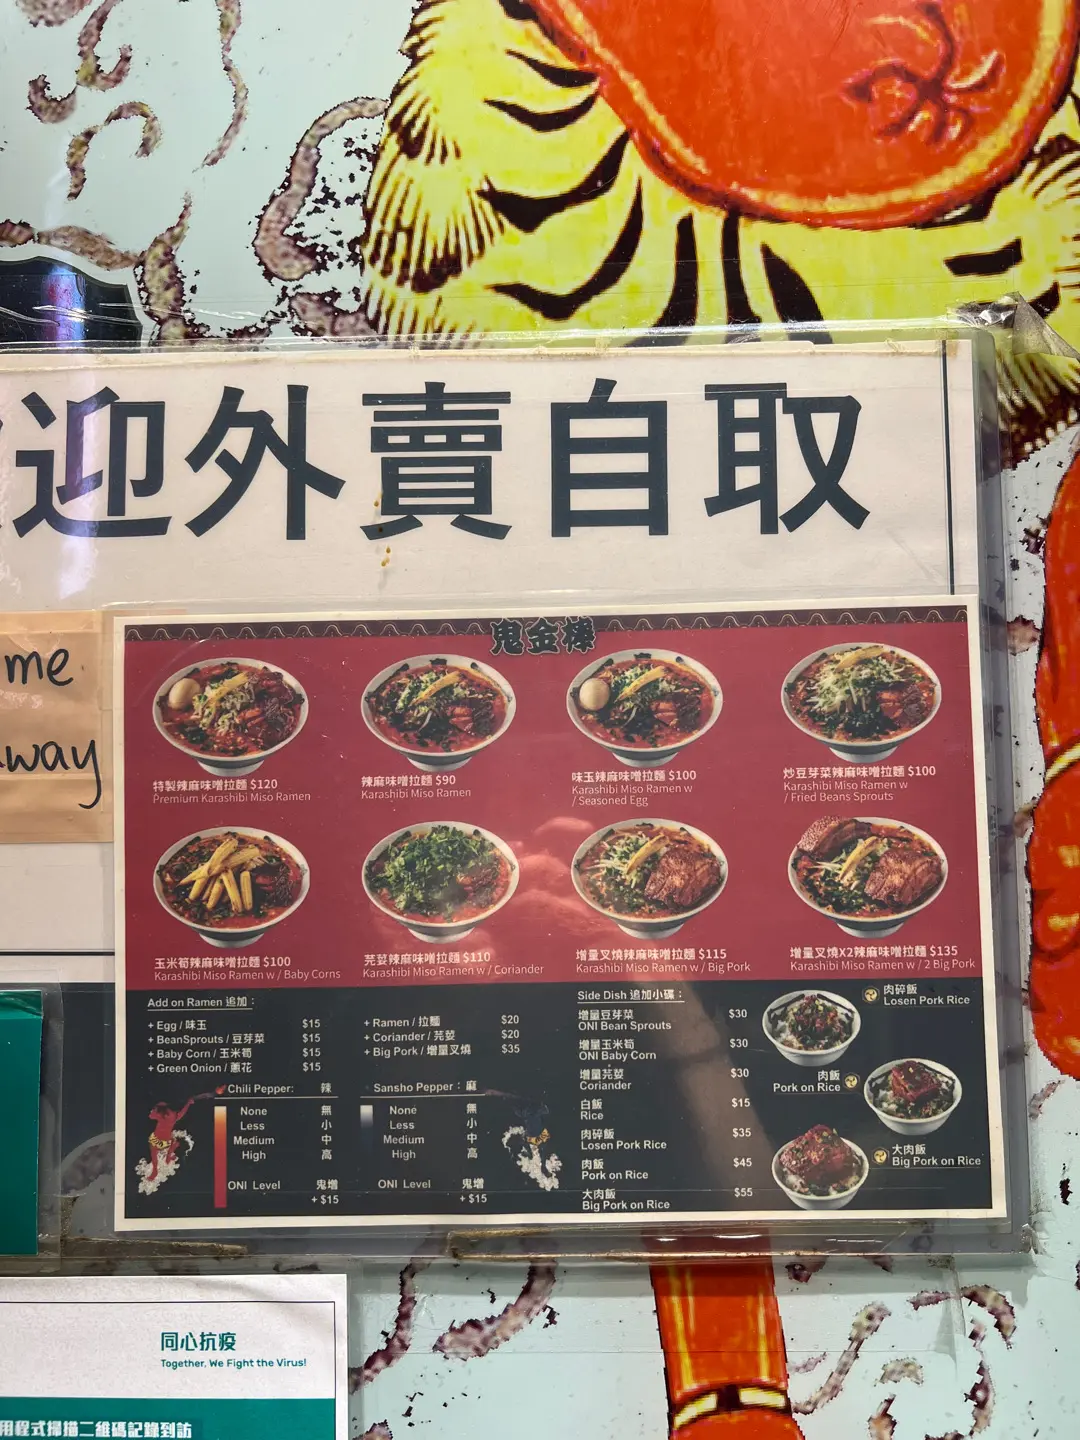 迎外賣自取
me
way
鬼金棒
特製辣麻味噌拉麵 $120
Premium Karashibi Miso Ramen
辣麻味噌拉麵 $90
Karashibi Miso Ramen
味玉辣麻味噌拉麵 $100
Karashibi Miso Ramen w
/ Seasoned Egg
炒豆芽菜辣麻味噌拉麵 $100
Karashibi Miso Ramen w
/ Fried Beans Sprouts
玉米筍辣麻味噌拉麵 $100
Karashibi Miso Ramen w / Baby Corns
芫荽辣麻味噌拉麵 $110
Karashibi Miso Ramen w / Coriander
增量叉燒辣麻味噌拉麵 $115
Karashibi Miso Ramen w / Big Pork
增量叉燒X2辣麻味噌拉麵 $135
Karashibi Miso Ramen w / 2 Big Pork
Add on Ramen 追加：
+ Egg / 味玉 $15
+ BeanSprouts / 豆芽菜 $15
+ Baby Corn / 玉米筍 $15
+ Green Onion / 蔥花 $15
+ Ramen / 拉麵 $20
+ Coriander / 芫荽 $20
+ Big Pork / 增量叉燒 $35
Chili Pepper: 辣
None 無
Less 小
Medium 中
High 高
ONI Level 鬼增
+ $15
Sansho Pepper：麻
None 無
Less 小
Medium 中
High 高
ONI Level 鬼增
+ $15
Side Dish 追加小碟：
增量豆芽菜 $30
ONI Bean Sprouts
增量玉米筍 $30
ONI Baby Corn
增量芫荽 $30
Coriander
白飯 $15
Rice
肉碎飯 $35
Losen Pork Rice
肉飯 $45
Pork on Rice
大肉飯 $55
Big Pork on Rice
肉碎飯
Losen Pork Rice
肉飯
Pork on Rice
大肉飯
Big Pork on Rice
同心抗疫
Together, We Fight the Virus!
用程式掃描二維碼記錄到訪